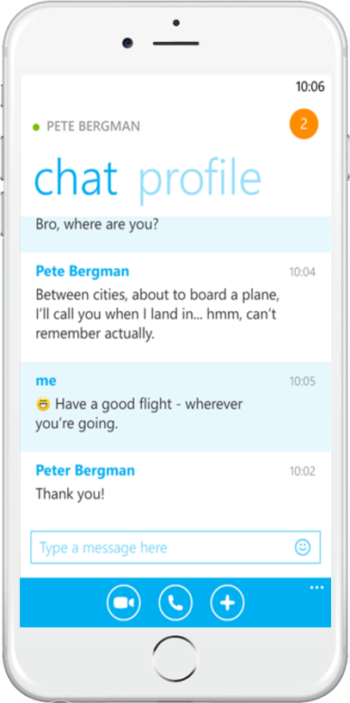 10:06
PETE BERGMAN
2
chat profile
Bro, where are you?
Pete Bergman 10:04
Between cities, about to board a plane,
I'll call you when I land in... hmm, can't
remember actually.
me 10:05
Have a good flight - wherever
you're going.
Peter Bergman 10:02
Thank you!
Type a message here